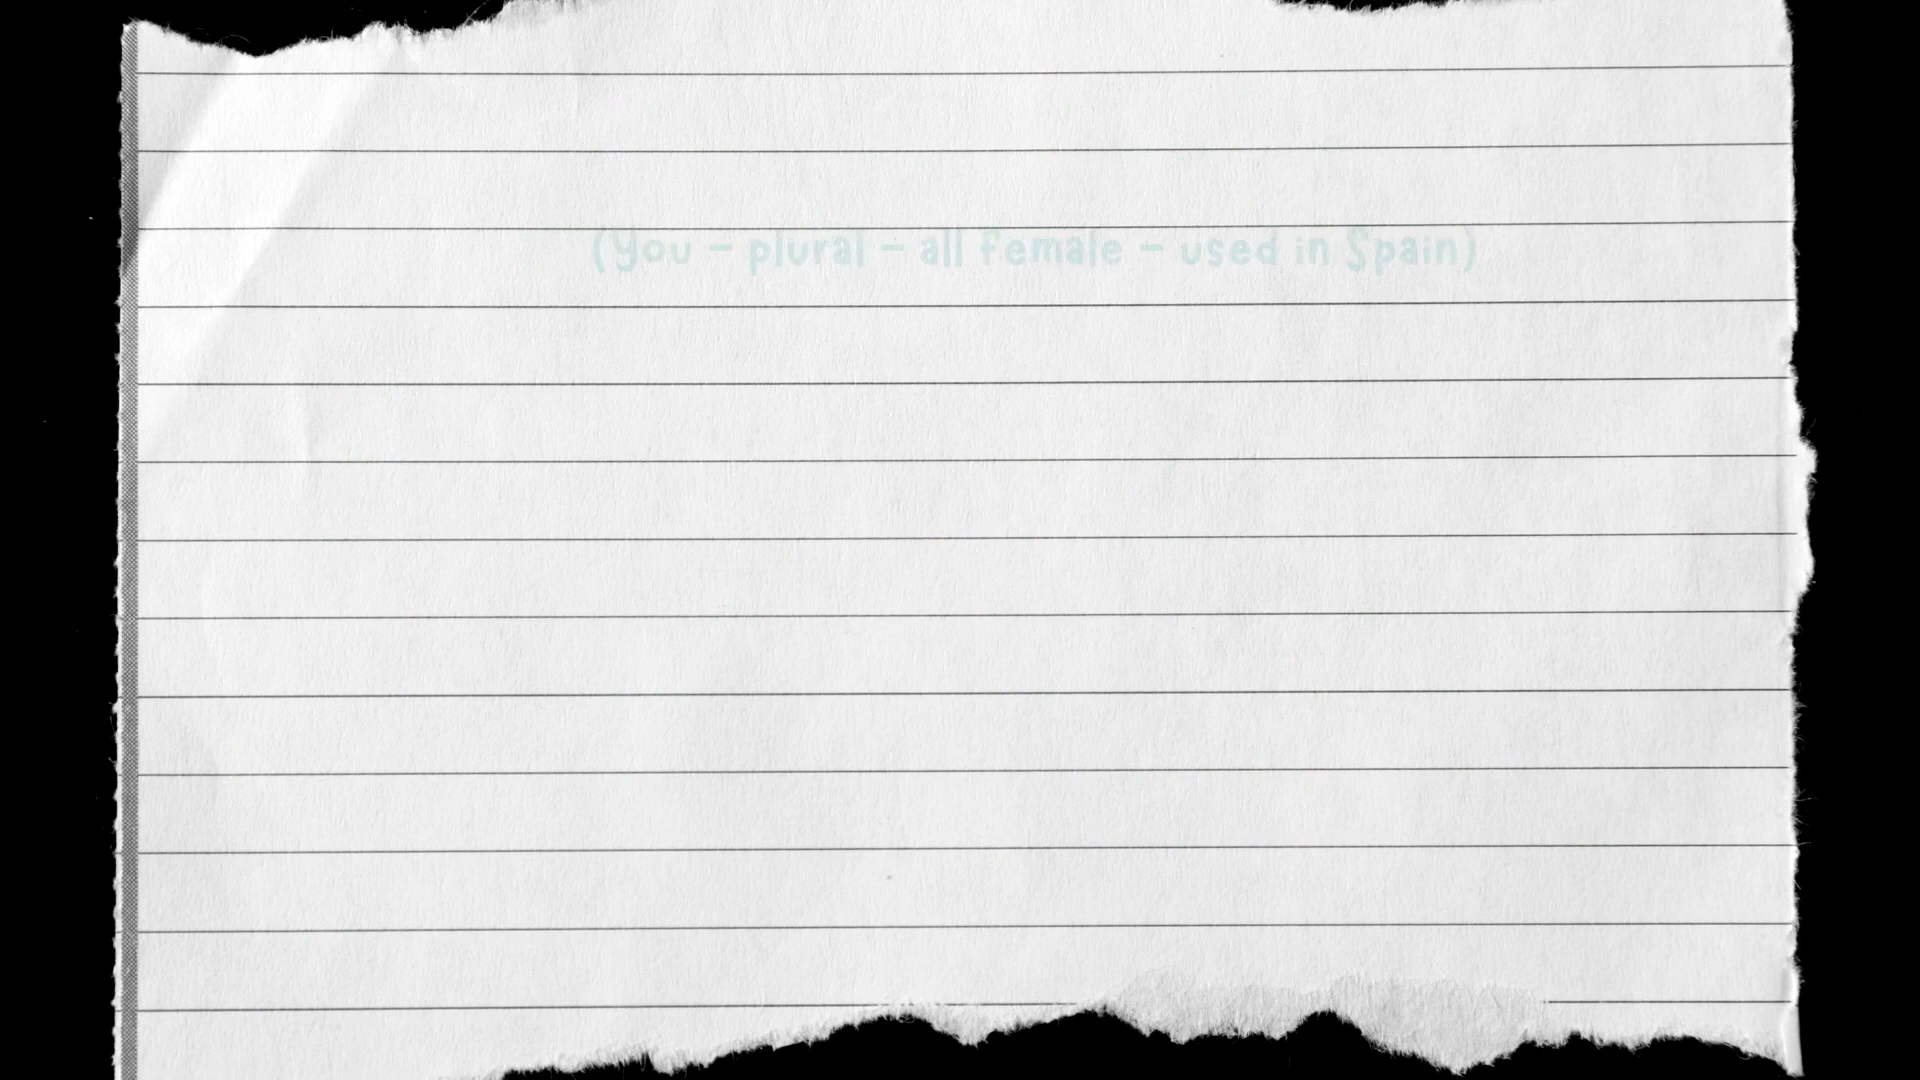 (You – plural – all female – used in Spain)